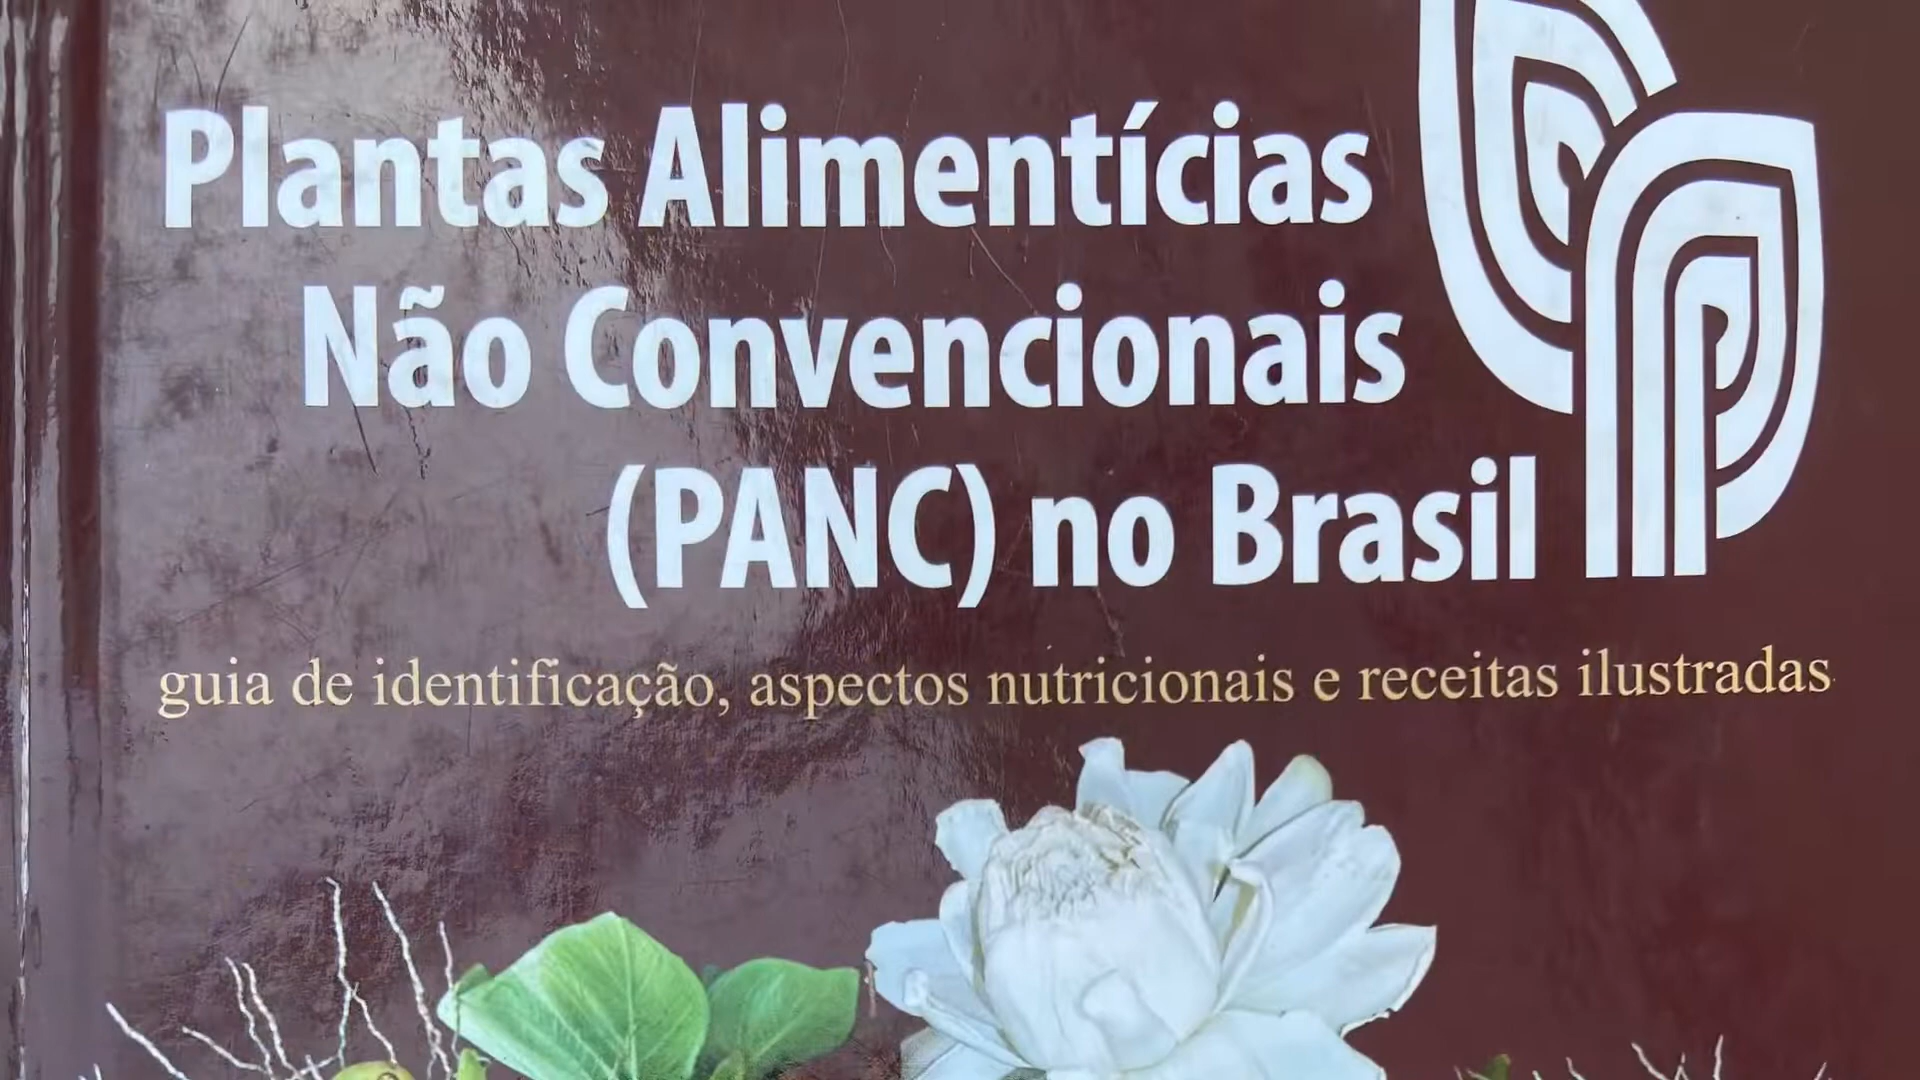 Plantas Alimentícias
Não Convencionais
(PANC) no Brasil
guia de identificação, aspectos nutricionais e receitas ilustradas